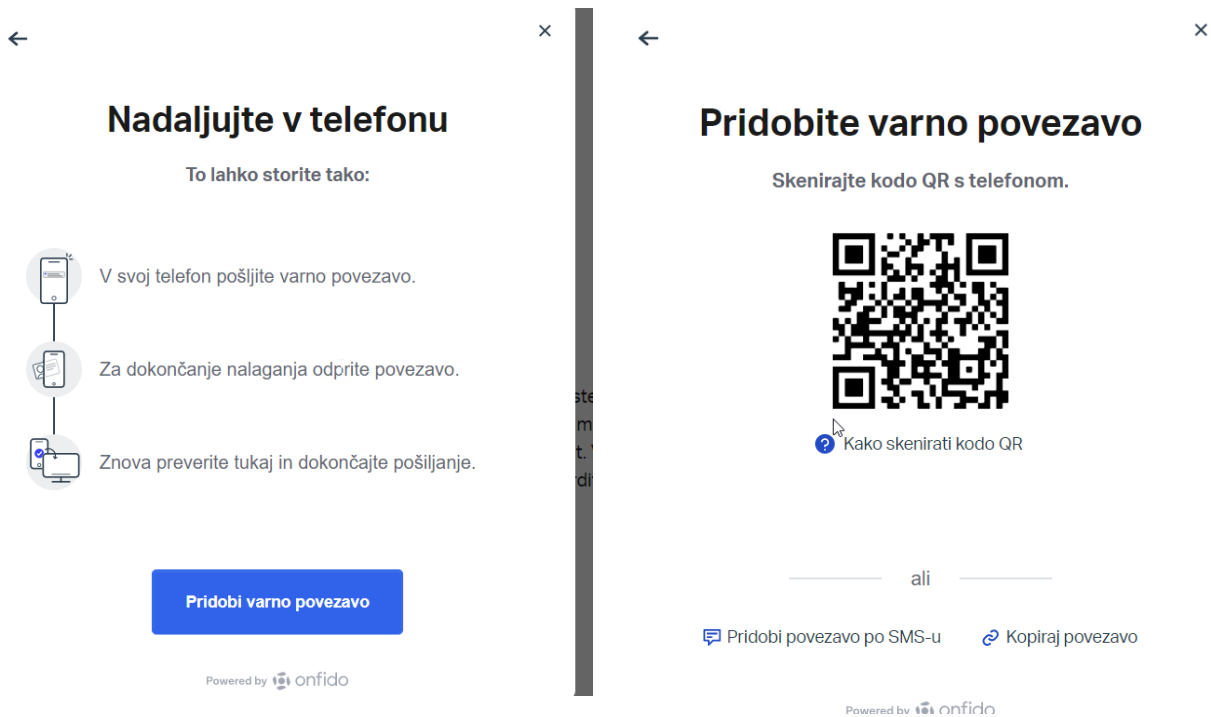 Nadaljujte v telefonu
To lahko storite tako:
V svoj telefon pošljite varno povezavo.
Za dokončanje nalaganja odprite povezavo.
Znova preverite tukaj in dokončajte pošiljanje.
Pridobi varno povezavo
Powered by onfido
Pridobite varno povezavo
Skenirajte kodo QR s telefonom.
Kako skenirati kodo QR
ali
Pridobi povezavo po SMS-u
Kopiraj povezavo
Powered by onfido